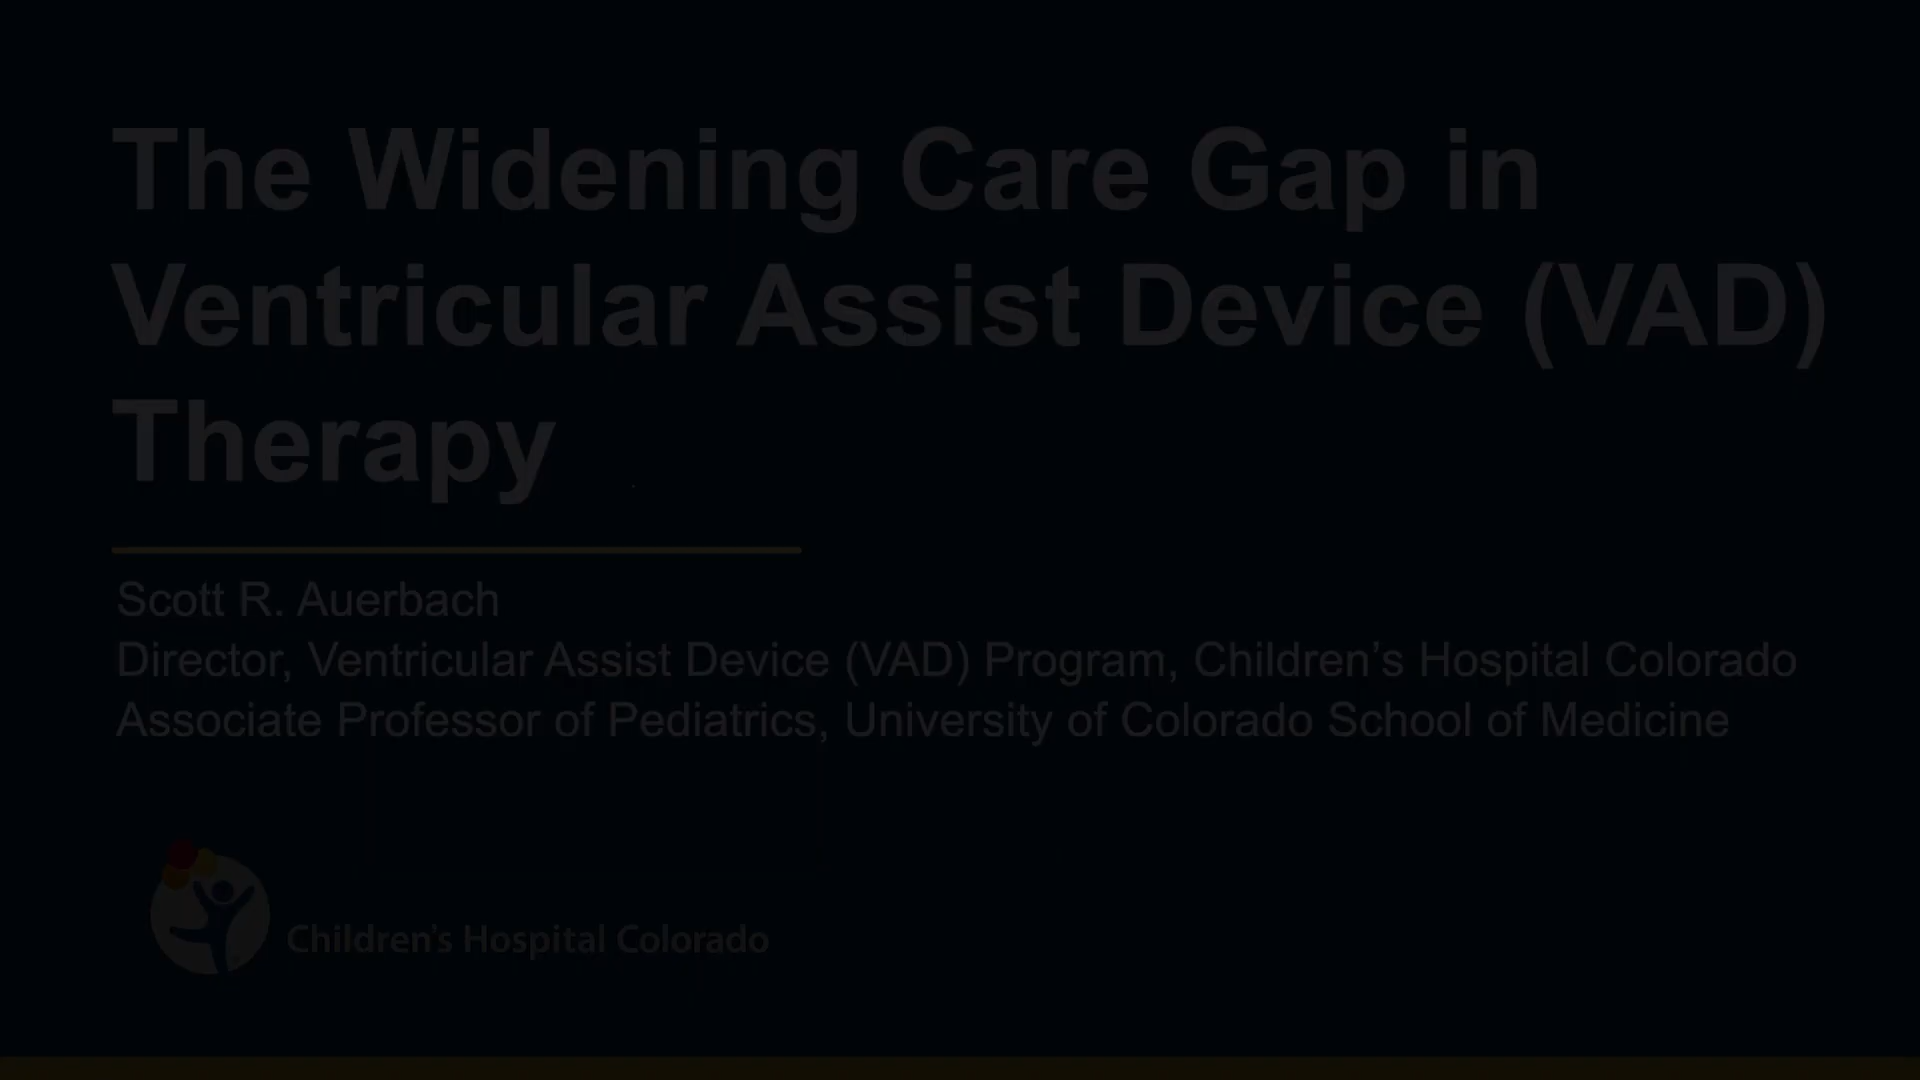 The Widening Care Gap in
Ventricular Assist Device (VAD)
Therapy
Scott R. Auerbach
Director, Ventricular Assist Device (VAD) Program, Children’s Hospital Colorado
Associate Professor of Pediatrics, University of Colorado School of Medicine
Children's Hospital Colorado